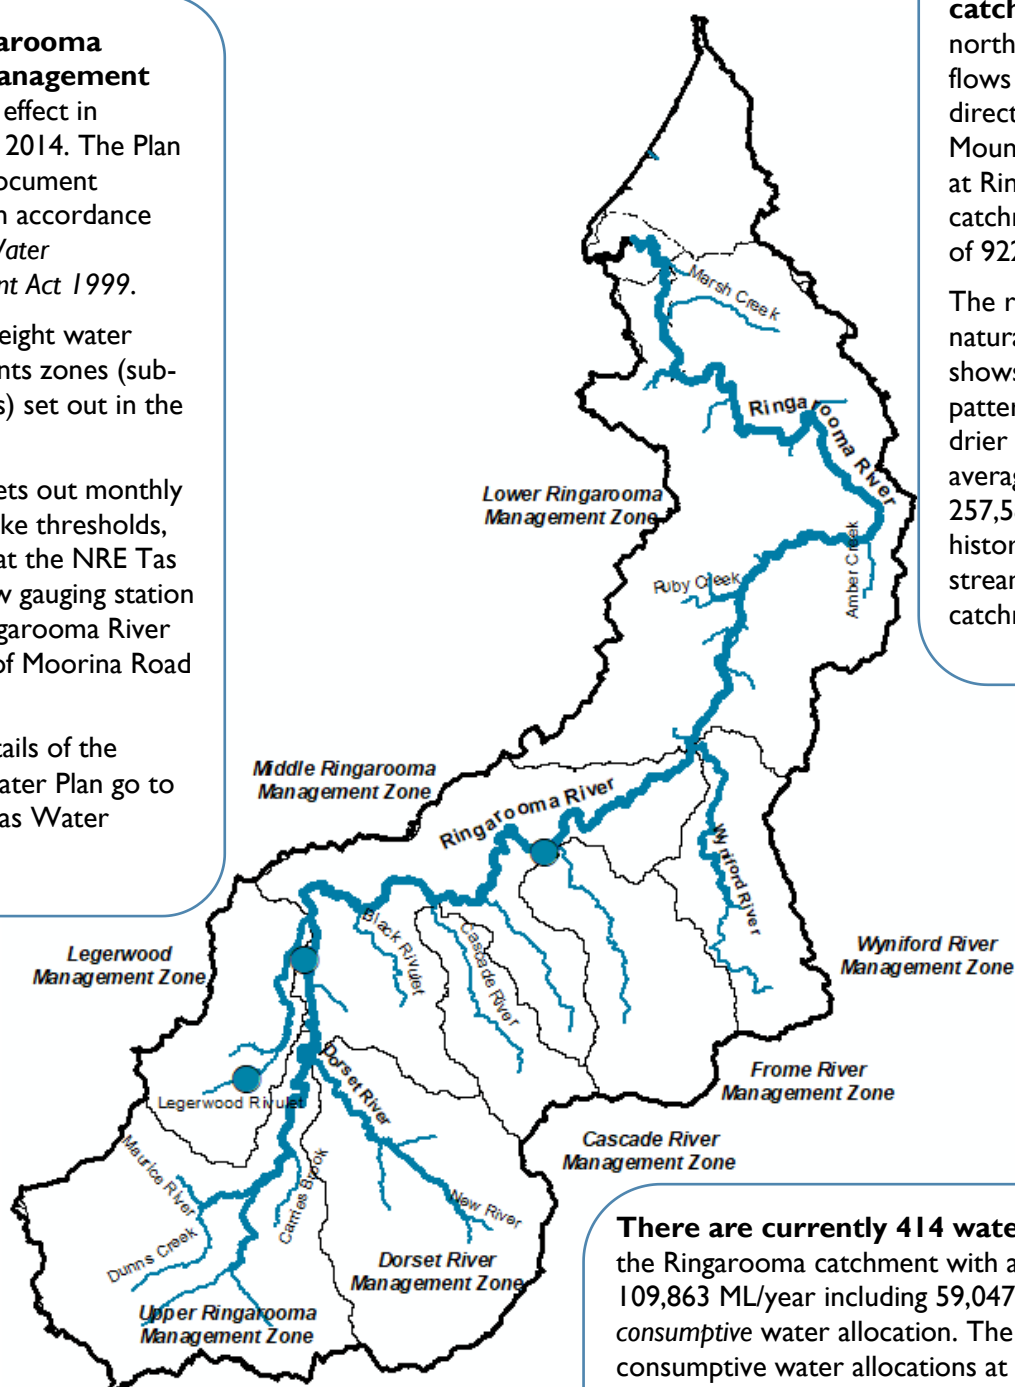 arooma
anagement
effect in
2014. The Plan
ocument
n accordance
Vater
nt Act 1999.
eight water
nts zones (sub-
s) set out in the
ets out monthly
ke thresholds,
at the NRE Tas
w gauging station
garooma River
of Moorina Road
tails of the
ater Plan go to
as Water
catch
north
flows
direct
Moun
at Rin
catchm
of 922
The r
natura
shows
patter
drier
averag
257,5
histor
strear
catchm
Marsh Creek
Ringarooma River
Lower Ringarooma
Management Zone
Ruby Creek
Amber Creek
Middle Ringarooma
Management Zone
Ringarooma River
Wyniford River
Black Rivulet
Cascade River
Legerwood
Management Zone
Wyniford River
Management Zone
Dorset River
Frome River
Management Zone
Legerwood Rivulet
Cascade River
Management Zone
Maurice River
Carries Brook
New River
Dunns Creek
Dorset River
Management Zone
Upper Ringarooma
Management Zone
There are currently 414 wate
the Ringarooma catchment with a
109,863 ML/year including 59,047
consumptive water allocation. The
consumptive water allocations at